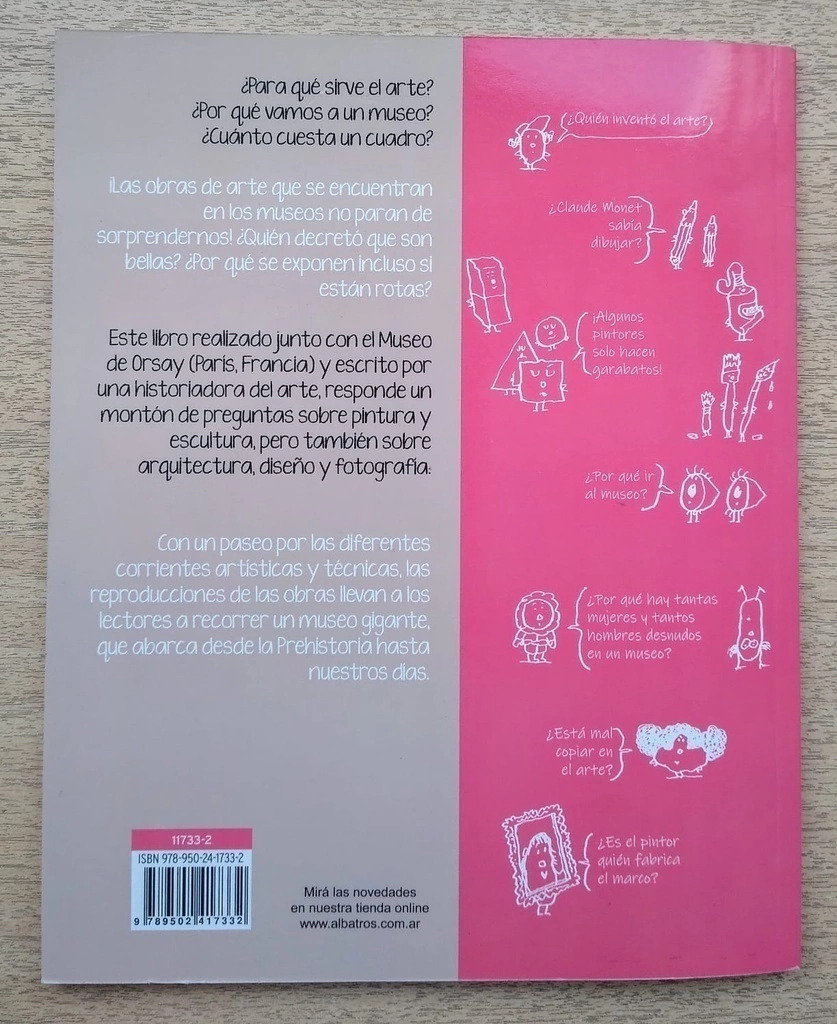 ¿Para qué sirve el arte?
¿Por qué vamos a un museo?
¿Cuánto cuesta un cuadro?
¡Las obras de arte que se encuentran
en los museos no paran de
sorprendernos! ¿Quién decretó que son
bellas? ¿Por qué se exponen incluso si
están rotas?
Este libro realizado junto con el Museo
de Orsay (París, Francia) y escrito por
una historiadora del arte, responde un
montón de preguntas sobre pintura y
escultura, pero también sobre
arquitectura, diseño y fotografía.
Con un paseo por las diferentes
corrientes artísticas y técnicas, las
reproducciones de las obras llevan a los
lectores a recorrer un museo gigante,
que abarca desde la Prehistoria hasta
nuestros días.
11733-2
ISBN 978-950-24-1733-2
9 789502 417332
Mirá las novedades
en nuestra tienda online
www.albatros.com.ar
¿Quién inventó el arte?
¿Claude Monet
sabía
dibujar?
¡Algunos
pintores
solo hacen
garabatos!
¿Por qué ir
al museo?
¿Por qué hay tantas
mujeres y tantos
hombres desnudos
en un museo?
¿Está mal
copiar en
el arte?
¿Es el pintor
quién fabrica
el marco?